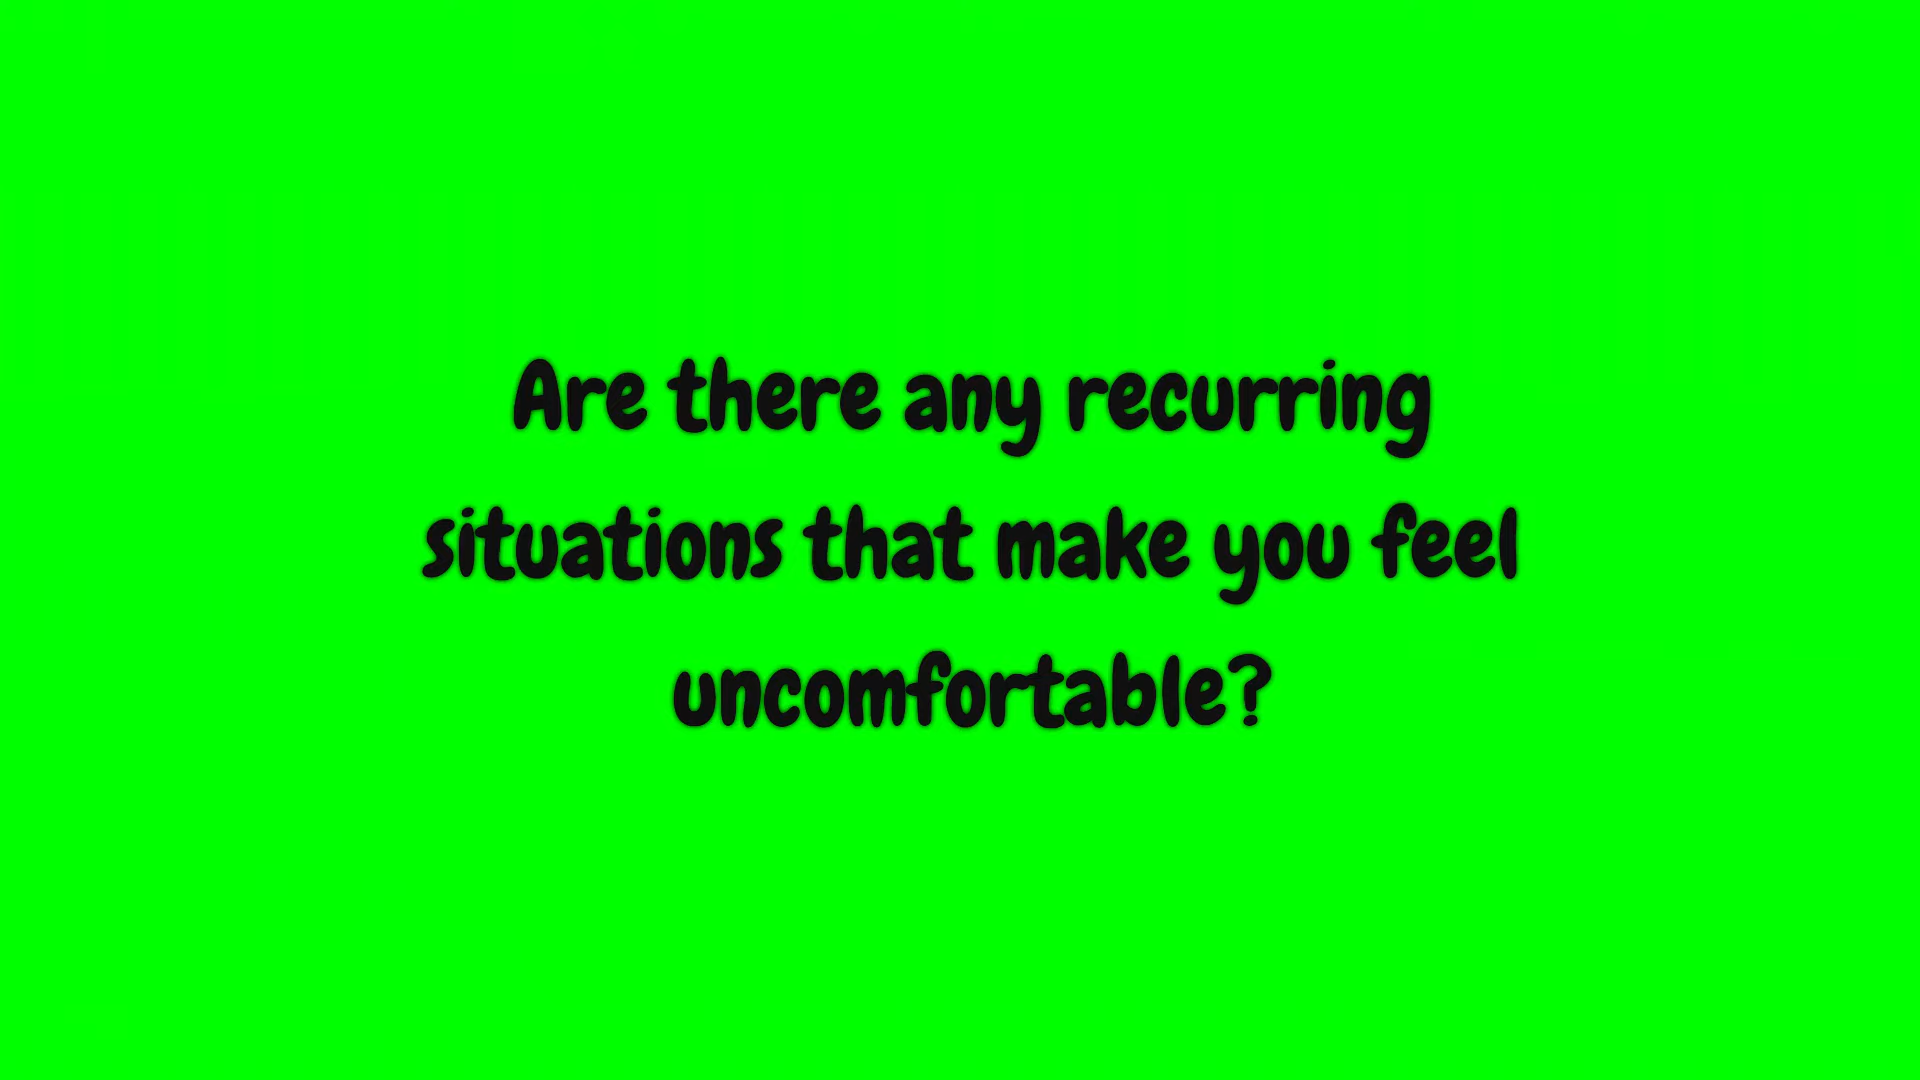 Are there any recurring
situations that make you feel
uncomfortable?